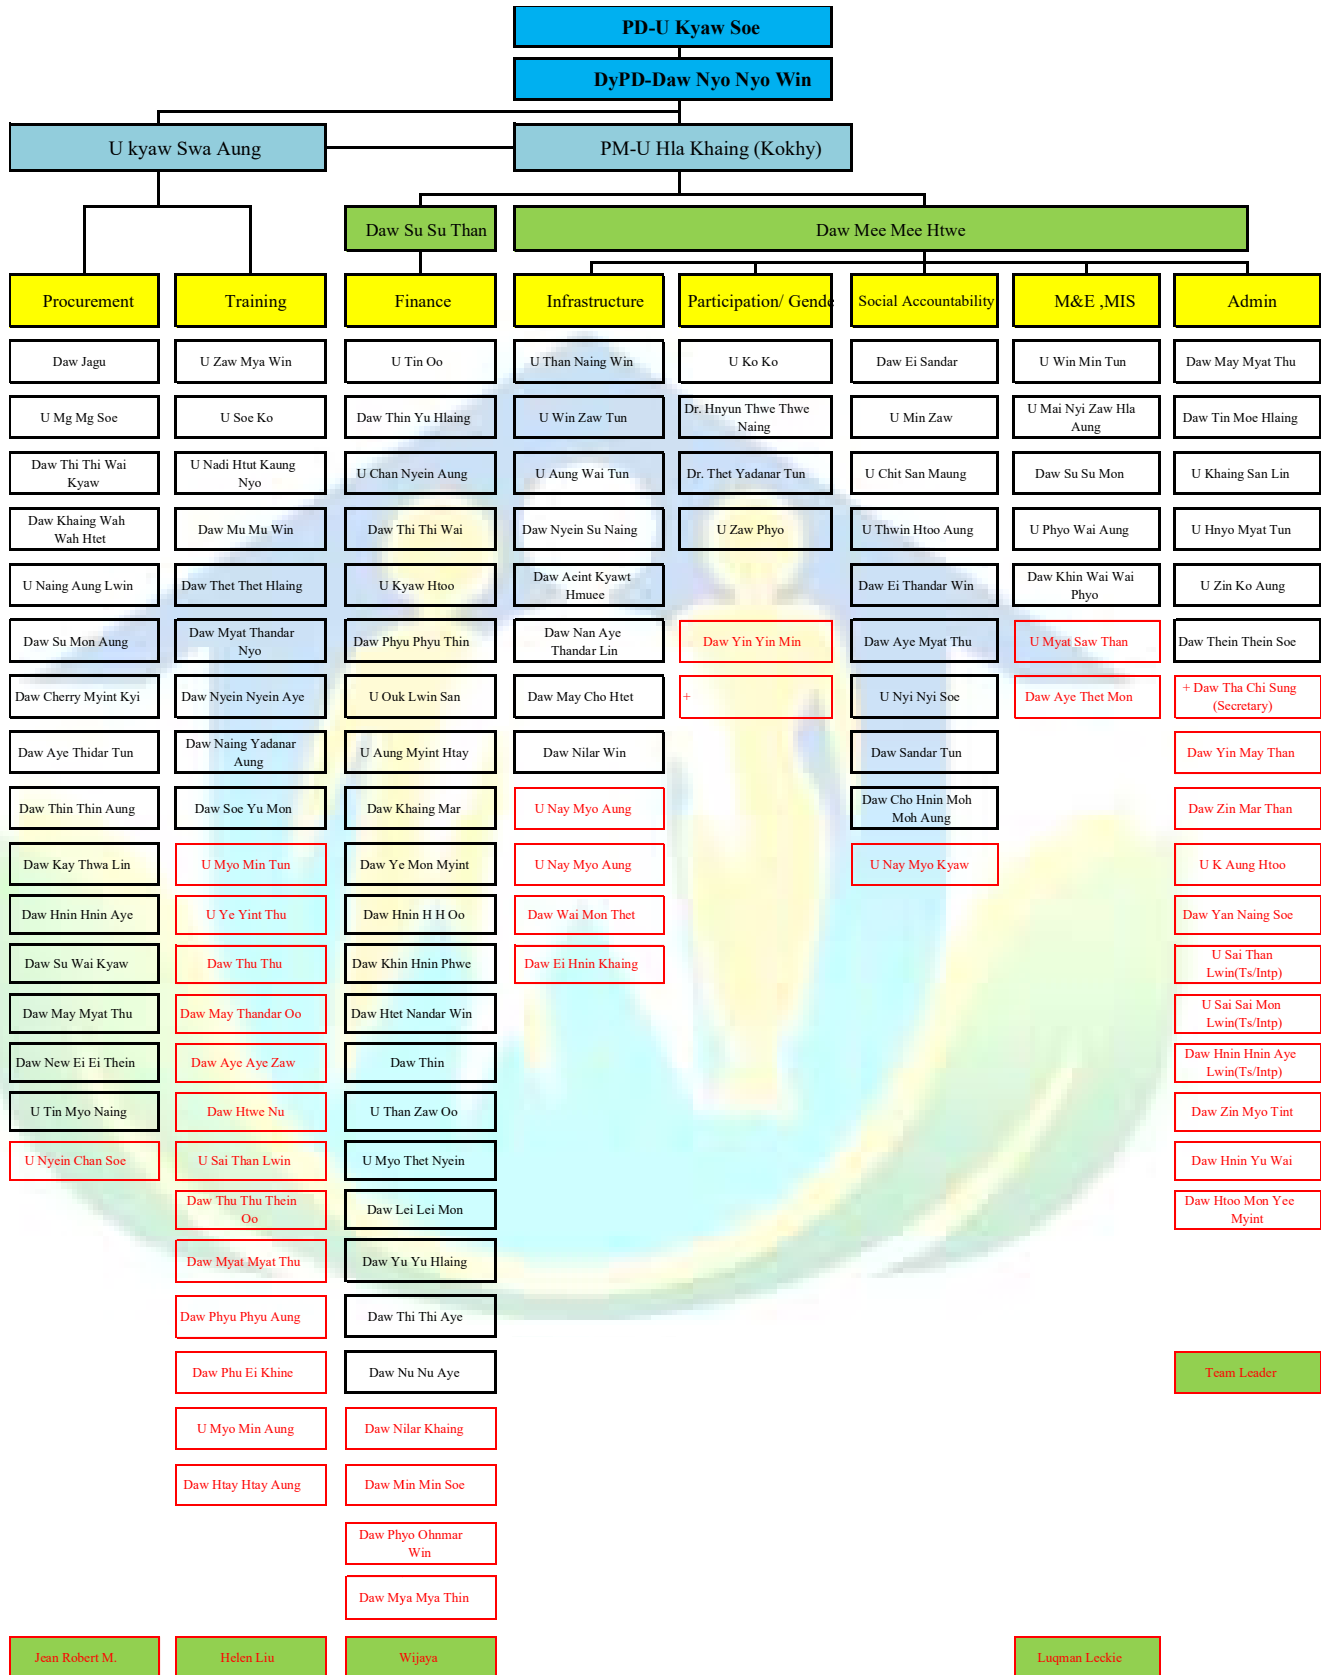 PD-U Kyaw Soe
DyPD-Daw Nyo Nyo Win
U kyaw Swa Aung
PM-U Hla Khaing (Kokhy)
Daw Su Su Than
Daw Mee Mee Htwe
Procurement
Daw Jagu
U Mg Mg Soe
Daw Thi Thi Wai
Kyaw
Daw Khaing Wah
Wah Htet
U Naing Aung Lwin
Daw Su Mon Aung
Daw Cherry Myint Kyi
Daw Aye Thidar Tun
Daw Thin Thin Aung
Daw Kay Thwa Lin
Daw Hnin Hnin Aye
Daw Su Wai Kyaw
Daw May Myat Thu
Daw New Ei Ei Thein
U Tin Myo Naing
U Nyein Chan Soe
Jean Robert M.
Training
U Zaw Mya Win
U Soe Ko
U Nadi Htut Kaung
Nyo
Daw Mu Mu Win
Daw Thet Thet Hlaing
Daw Myat Thandar
Nyo
Daw Nyein Nyein Aye
Daw Naing Yadanar
Aung
Daw Soe Yu Mon
U Myo Min Tun
U Ye Yint Thu
Daw Thu Thu
Daw May Thandar Oo
Daw Aye Aye Zaw
Daw Htwe Nu
U Sai Than Lwin
Daw Thu Thu Thein
Oo
Daw Myat Myat Thu
Daw Phyu Phyu Aung
Daw Phu Ei Khine
U Myo Min Aung
Daw Htay Htay Aung
Helen Liu
Finance
U Tin Oo
Daw Thin Yu Hlaing
U Chan Nyein Aung
Daw Thi Thi Wai
U Kyaw Htoo
Daw Phyu Phyu Thin
U Ouk Lwin San
U Aung Myint Htay
Daw Khaing Mar
Daw Ye Mon Myint
Daw Hnin H H Oo
Daw Khin Hnin Phwe
Daw Htet Nandar Win
Daw Thin
U Than Zaw Oo
U Myo Thet Nyein
Daw Lei Lei Mon
Daw Yu Yu Hlaing
Daw Thi Thi Aye
Daw Nu Nu Aye
Daw Nilar Khaing
Daw Min Min Soe
Daw Phyo Ohnmar
Win
Daw Mya Mya Thin
Wijaya
Infrastructure
U Than Naing Win
U Win Zaw Tun
U Aung Wai Tun
Daw Nyein Su Naing
Daw Aeint Kyawt
Hmuee
Daw Nan Aye
Thandar Lin
Daw May Cho Htet
Daw Nilar Win
U Nay Myo Aung
U Nay Myo Aung
Daw Wai Mon Thet
Daw Ei Hnin Khaing
Participation/ Gende
U Ko Ko
Dr. Hnyun Thwe Thwe
Naing
Dr. Thet Yadanar Tun
U Zaw Phyo
Daw Yin Yin Min
+
Social Accountability
Daw Ei Sandar
U Min Zaw
U Chit San Maung
U Thwin Htoo Aung
Daw Ei Thandar Win
Daw Aye Myat Thu
U Nyi Nyi Soe
Daw Sandar Tun
Daw Cho Hnin Moh
Moh Aung
U Nay Myo Kyaw
M&E ,MIS
U Win Min Tun
U Mai Nyi Zaw Hla
Aung
Daw Su Su Mon
U Phyo Wai Aung
Daw Khin Wai Wai
Phyo
U Myat Saw Than
Daw Aye Thet Mon
Luqman Leckie
Admin
Daw May Myat Thu
Daw Tin Moe Hlaing
U Khaing San Lin
U Hnyo Myat Tun
U Zin Ko Aung
Daw Thein Thein Soe
+ Daw Tha Chi Sung
(Secretary)
Daw Yin May Than
Daw Zin Mar Than
U K Aung Htoo
Daw Yan Naing Soe
U Sai Than
Lwin(Ts/Intp)
U Sai Sai Mon
Lwin(Ts/Intp)
Daw Hnin Hnin Aye
Lwin(Ts/Intp)
Daw Zin Myo Tint
Daw Hnin Yu Wai
Daw Htoo Mon Yee
Myint
Team Leader